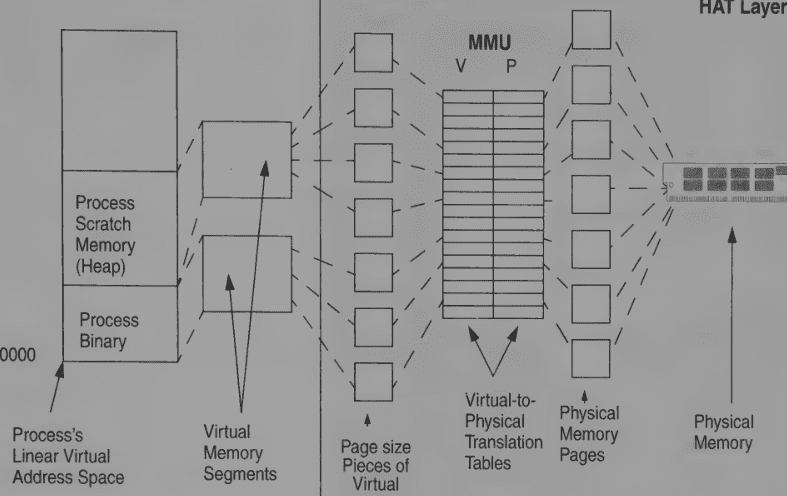 HAT Layer
MMU
V P
Process
Scratch
Memory
(Heap)
Process
Binary
0000
Process's
Linear Virtual
Address Space
Virtual
Memory
Segments
Page size
Pieces of
Virtual
Virtual-to-
Physical
Translation
Tables
Physical
Memory
Pages
Physical
Memory